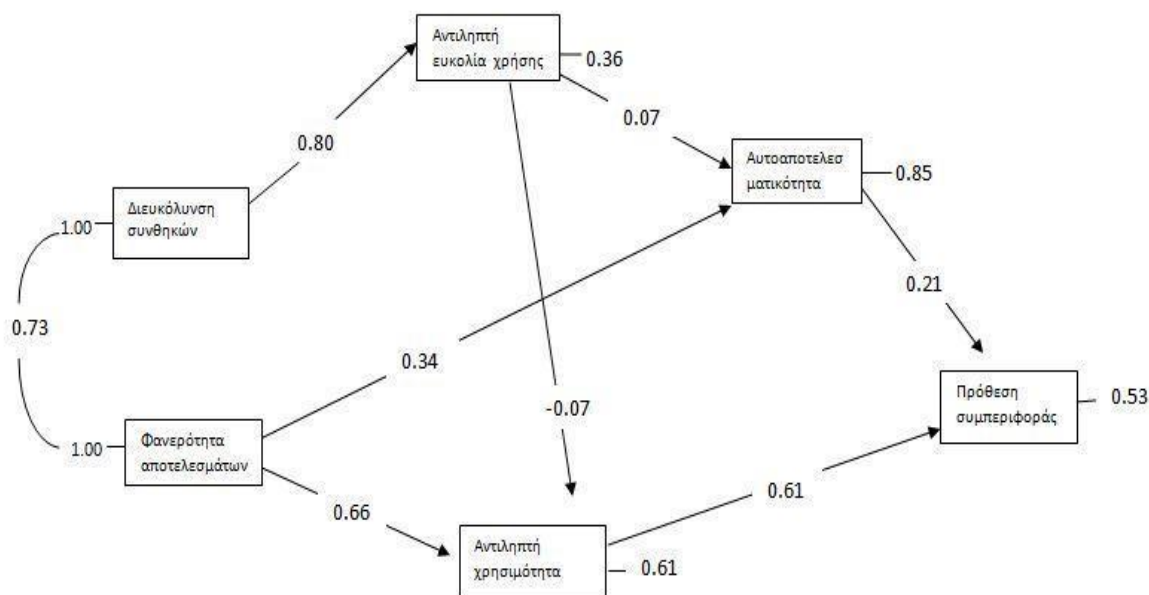 Αντιληπτή
ευκολία χρήσης
0.36
0.07
0.80
Αυτοαποτελεσ
ματικότητα
0.85
Διευκόλυνση
συνθηκών
1.00
0.21
0.73
0.34
-0.07
Πρόθεση
συμπεριφοράς
0.53
Φανερότητα
αποτελεσμάτων
1.00
0.66
0.61
Αντιληπτή
χρησιμότητα
0.61